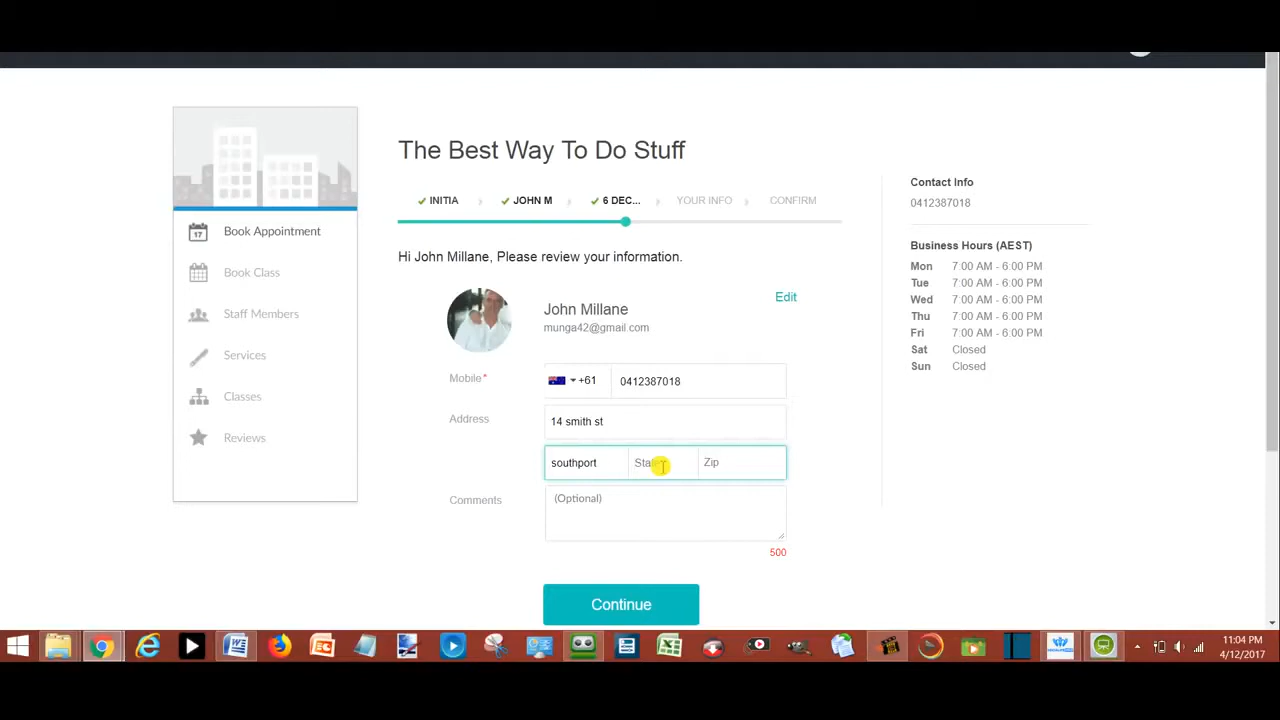 The Best Way To Do Stuff
INITIA
JOHN M
6 DEC...
YOUR INFO
CONFIRM
17
Book Appointment
Book Class
Staff Members
Services
Classes
Reviews
Hi John Millane, Please review your information.
John Millane
Edit
munga42@gmail.com
Mobile*
+61
0412387018
Address
14 smith st
southport
State
Zip
Comments
(Optional)
500
Continue
Contact Info
0412387018
Business Hours (AEST)
Mon 7:00 AM - 6:00 PM
Tue 7:00 AM - 6:00 PM
Wed 7:00 AM - 6:00 PM
Thu 7:00 AM - 6:00 PM
Fri 7:00 AM - 6:00 PM
Sat Closed
Sun Closed
11:04 PM
4/12/2017